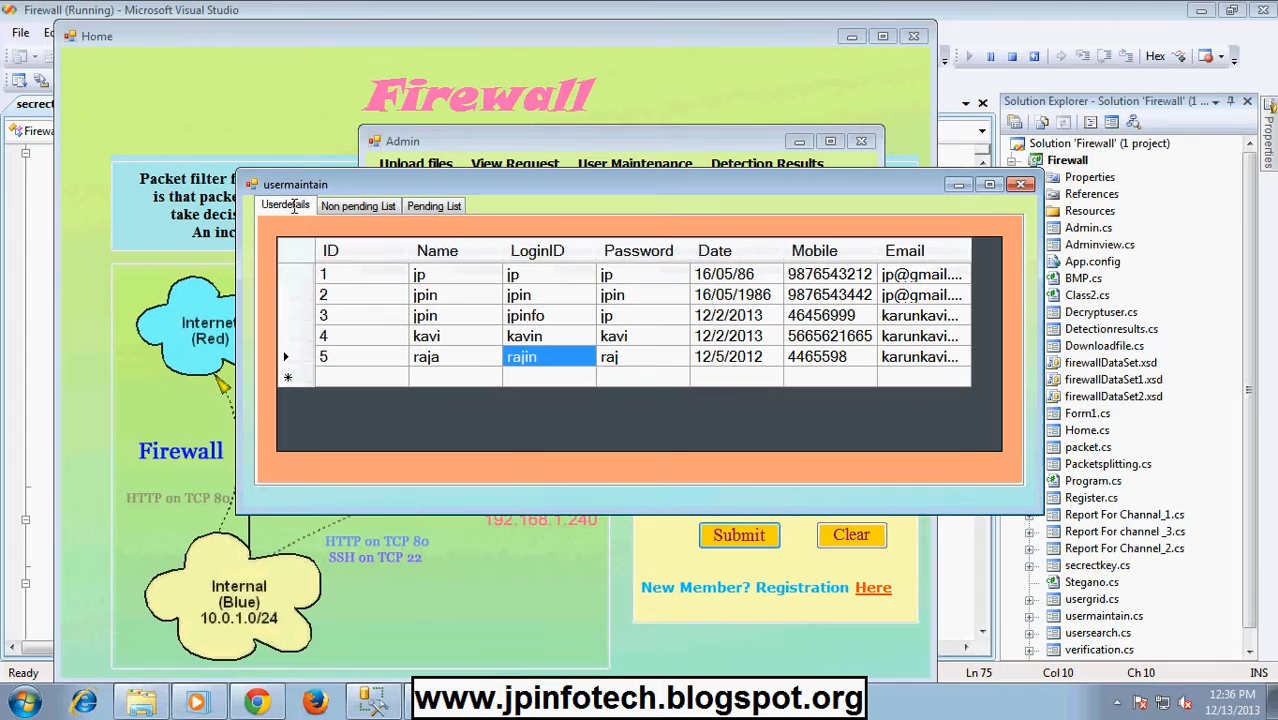 Firewall (Running) - Microsoft Visual Studio
File
Home
Hex
secrect
Firewa
Firewall
Solution Explorer - Solution 'Firewall' (1 project)
Properties
Admin
Upload files View Request User Maintenance Detection Results
Packet filter f
is that packe
take decis
An inc
usermaintain
Userdetails Non pending List Pending List
ID Name LoginID Password Date Mobile Email
1 jp jp jp 16/05/86 9876543212 jp@gmail....
2 jpin jpin jpin 16/05/1986 9876543442 jp@gmail....
3 jpin jpinfo jp 12/2/2013 46456999 karunkavi...
4 kavi kavin kavi 12/2/2013 5665621665 karunkavi...
5 raja rajin raj 12/5/2012 4465598 karunkavi...
Internet
(Red)
Firewall
HTTP on TCP 80
192.168.1.240
HTTP on TCP 80
SSH on TCP 22
Internal
(Blue)
10.0.1.0/24
Submit Clear
New Member? Registration Here
Solution 'Firewall' (1 project)
Firewall
Properties
References
Resources
Admin.cs
Adminview.cs
App.config
BMP.cs
Class2.cs
Decryptuser.cs
Detectionresults.cs
Downloadfile.cs
firewallDataSet.xsd
firewallDataSet1.xsd
firewallDataSet2.xsd
Form1.cs
Home.cs
packet.cs
Packetsplitting.cs
Program.cs
Register.cs
Report For Channel_1.cs
Report For channel _3.cs
Report For Channel_2.cs
secretkey.cs
Stegano.cs
usergrid.cs
usermaintain.cs
usersearch.cs
verification.cs
Ready Ln 75 Col 10 Ch 10 INS
www.jpinfotech.blogspot.org
12:36 PM
12/13/2013